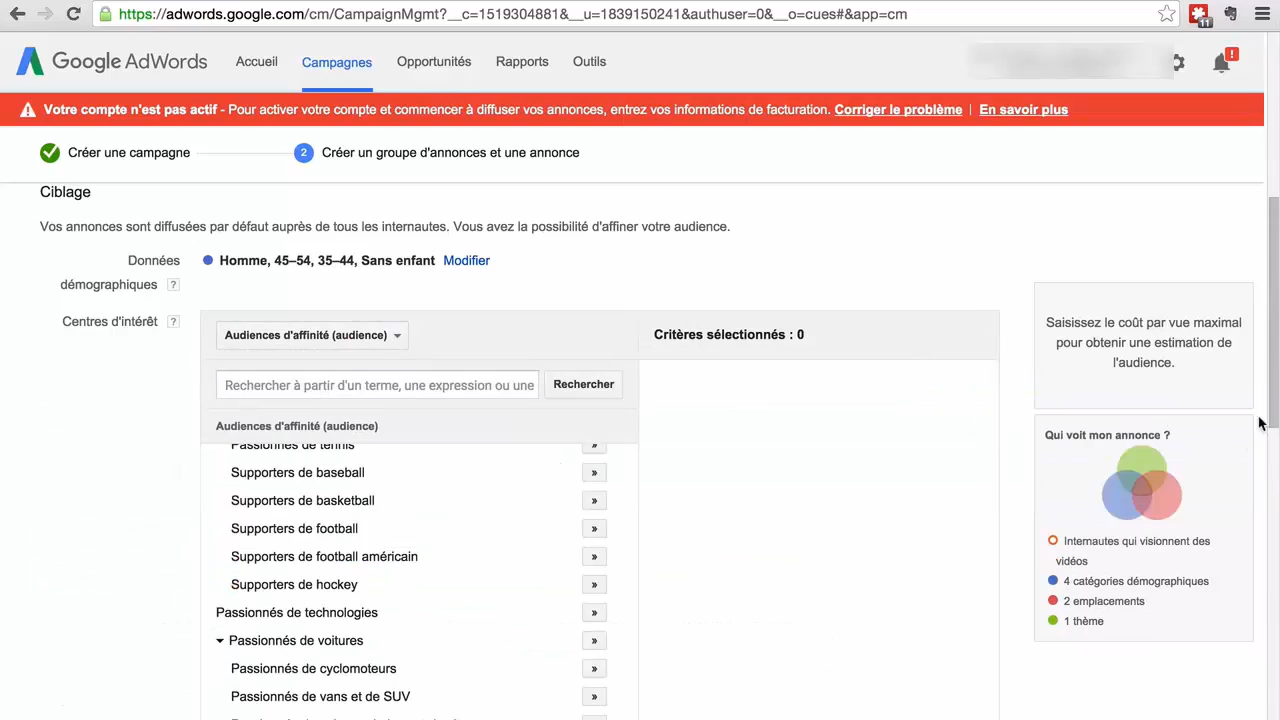 https://adwords.google.com/cm/CampaignMgmt?__c=1519304881&__u=1839150241&authuser=0&__o=cues#&app=cm
11
Google AdWords
Accueil
Campagnes
Opportunités
Rapports
Outils
Votre compte n'est pas actif - Pour activer votre compte et commencer à diffuser vos annonces, entrez vos informations de facturation. Corriger le problème | En savoir plus
Créer une campagne
2 Créer un groupe d'annonces et une annonce
Ciblage
Vos annonces sont diffusées par défaut auprès de tous les internautes. Vous avez la possibilité d'affiner votre audience.
Données
démographiques ?
Homme, 45–54, 35–44, Sans enfant Modifier
Centres d'intérêt ?
Audiences d'affinité (audience)
Critères sélectionnés : 0
Rechercher à partir d'un terme, une expression ou une
Rechercher
Audiences d'affinité (audience)
Passionnés de tennis »
Supporters de baseball »
Supporters de basketball »
Supporters de football »
Supporters de football américain »
Supporters de hockey »
Passionnés de technologies »
Passionnés de voitures »
Passionnés de cyclomoteurs »
Passionnés de vans et de SUV »
Saisissez le coût par vue maximal
pour obtenir une estimation de
l'audience.
Qui voit mon annonce ?
Internautes qui visionnent des
vidéos
4 catégories démographiques
2 emplacements
1 thème